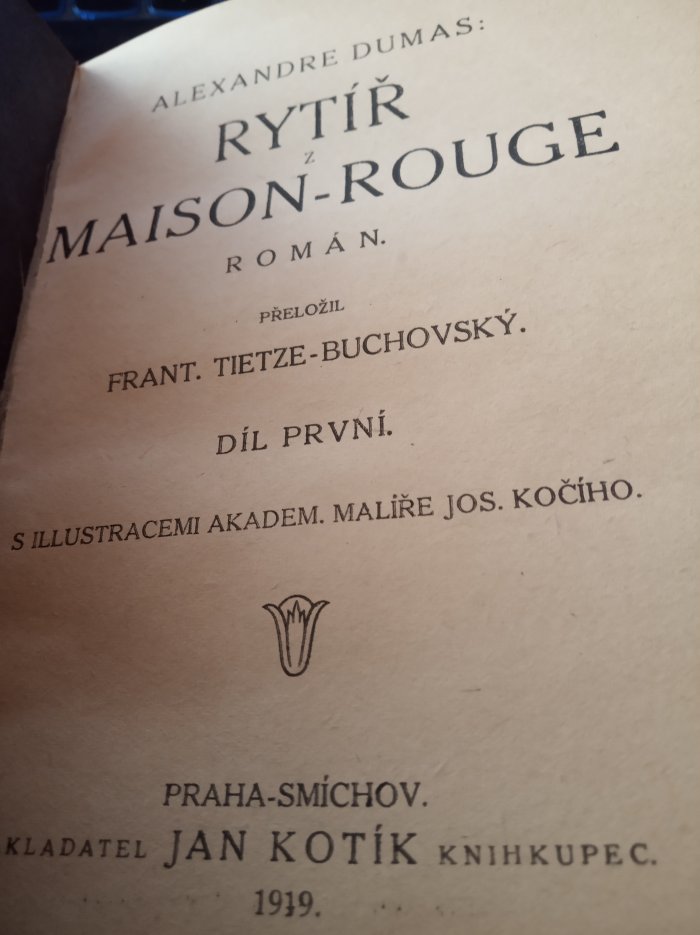 ALEXANDRE DUMAS:
RYTÍŘ
Z
MAISON-ROUGE
ROMÁN.
PŘELOŽIL
FRANT. TIETZE-BUCHOVSKÝ.
DÍL PRVNÍ.
S ILLUSTRACEMI AKADEM. MALÍŘE JOS. KOČÍHO.
PRAHA-SMÍCHOV.
KLADATEL JAN KOTÍK KNIHKUPEC.
1919.